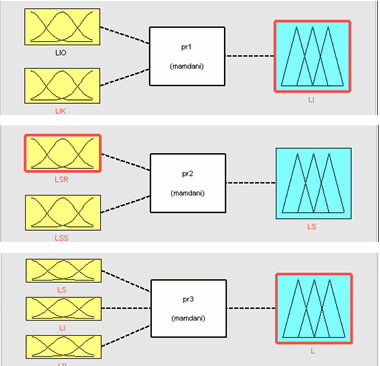 LIO
pr1
(mamdani)
LIK
LI
LSR
pr2
(mamdani)
LSS
LS
LS
pr3
LI
(mamdani)
L